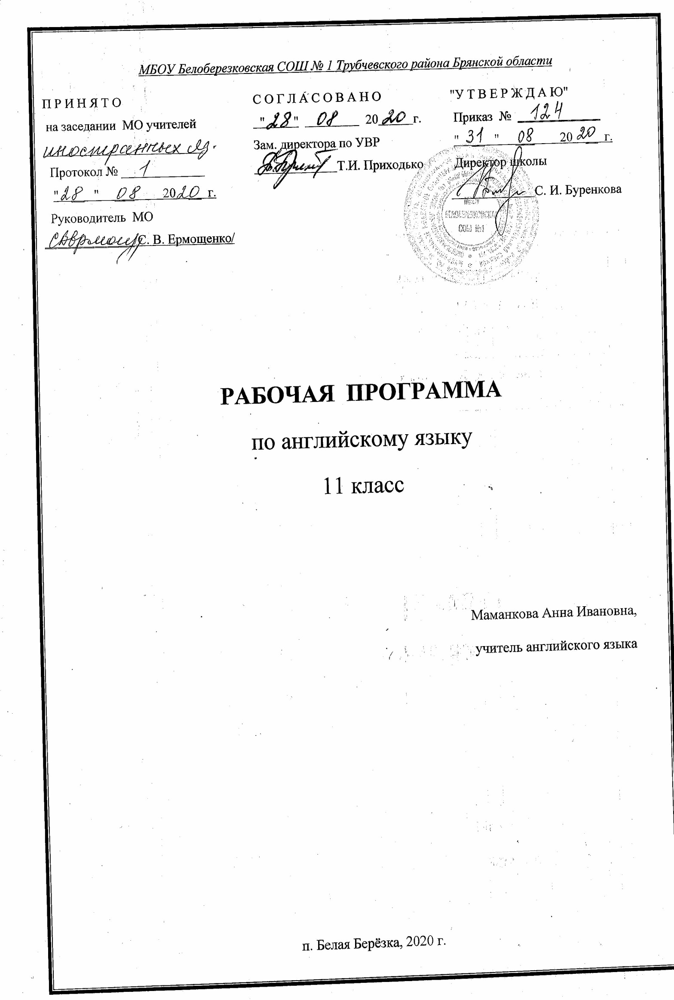 МБОУ Белоберезковская СОШ № 1 Трубчевского района Брянской области
П Р И Н Я Т О
на заседании МО учителей
иностранных яз.
Протокол № 1
"28" 08 2020 г.
Руководитель МО
С. В. Ермощенко/
С О Г Л А С О В А Н О
"28" 08 2020 г.
Зам. директора по УВР
Т.И. Приходько
"У Т В Е Р Ж Д А Ю"
Приказ № 124
"31" 08 2020 г.
Директор школы
С. И. Буренкова
СОШ №1
РАБОЧАЯ ПРОГРАММА
по английскому языку
11 класс
Маманкова Анна Ивановна,
учитель английского языка
п. Белая Берёзка, 2020 г.